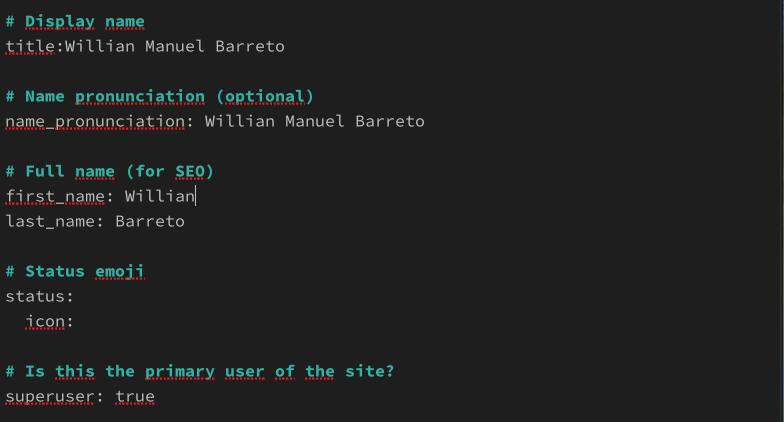 # Display name
title:Willian Manuel Barreto
# Name pronunciation (optional)
name_pronunciation: Willian Manuel Barreto
# Full name (for SEO)
first_name: Willian
last_name: Barreto
# Status emoji
status:
  icon:
# Is this the primary user of the site?
superuser: true